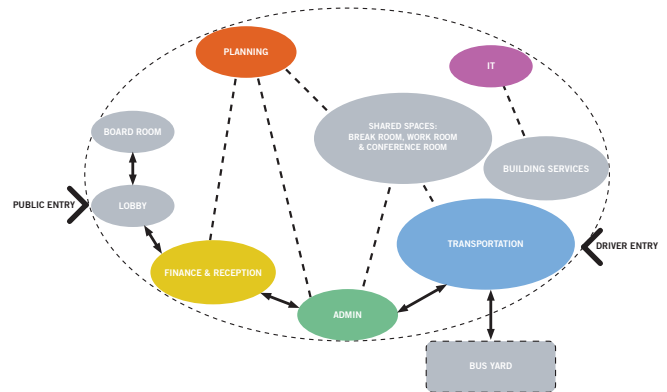 PLANNING
IT
SHARED SPACES:
BREAK ROOM, WORK ROOM
& CONFERENCE ROOM
BOARD ROOM
BUILDING SERVICES
PUBLIC ENTRY
LOBBY
TRANSPORTATION
DRIVER ENTRY
FINANCE & RECEPTION
ADMIN
BUS YARD